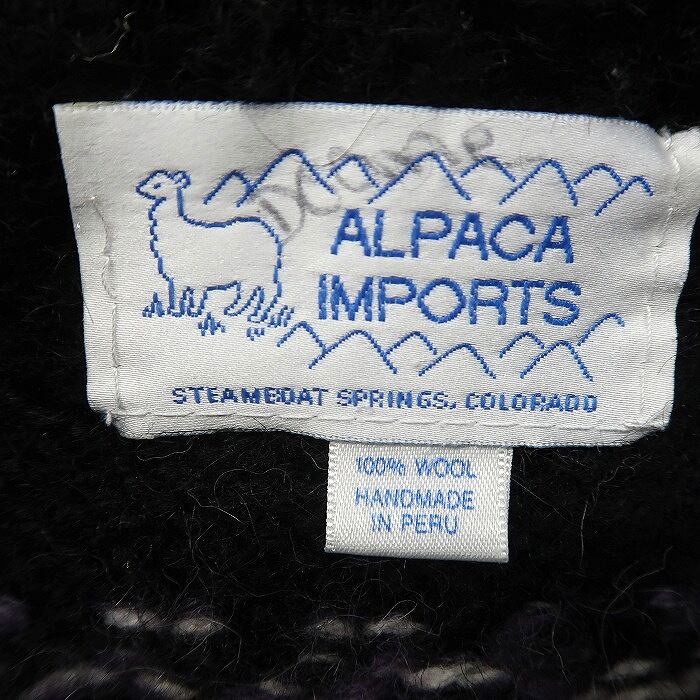 ALPACA
IMPORTS
STEAMBOAT SPRINGS, COLORADO
100% WOOL
HANDMADE
IN PERU